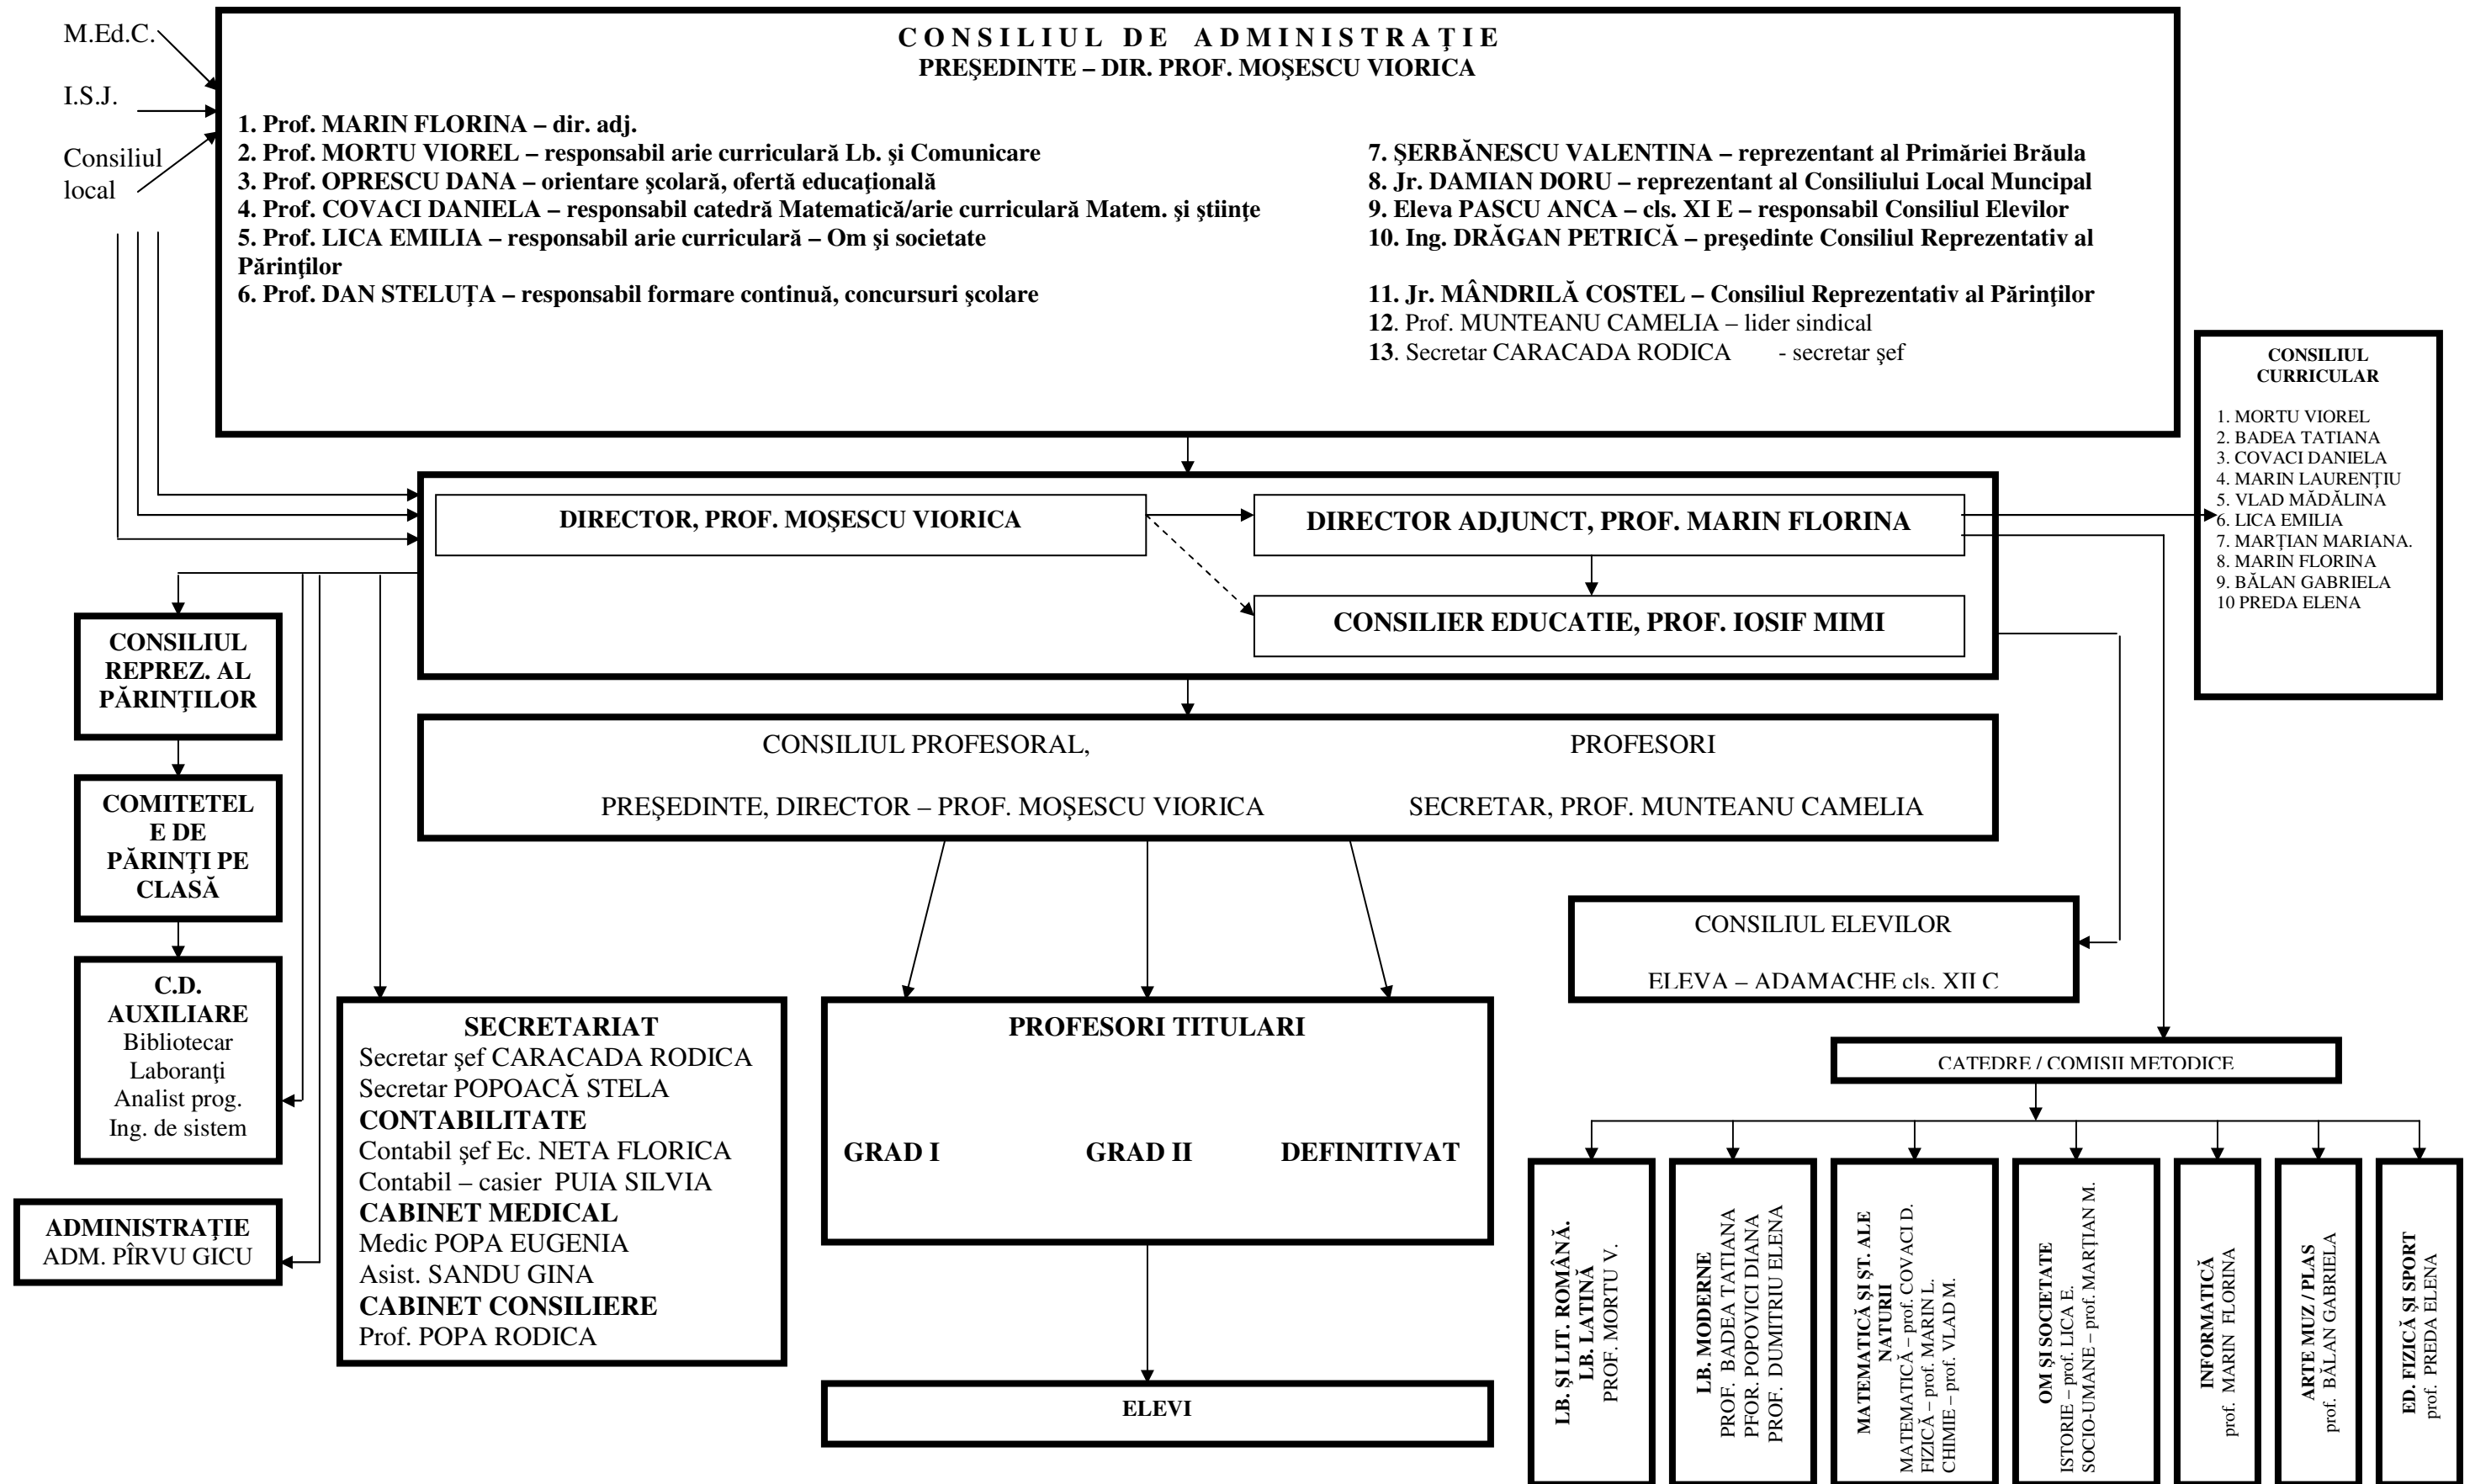 M.Ed.C.
I.S.J.
Consiliul
local
CONSILIUL DE ADMINISTRAŢIE
PREŞEDINTE – DIR. PROF. MOŞESCU VIORICA
1. Prof. MARIN FLORINA – dir. adj.
2. Prof. MORTU VIOREL – responsabil arie curriculară Lb. şi Comunicare
3. Prof. OPRESCU DANA – orientare şcolară, ofertă educaţională
4. Prof. COVACI DANIELA – responsabil catedră Matematică/arie curriculară Matem. şi ştiinţe
5. Prof. LICA EMILIA – responsabil arie curriculară – Om şi societate
Părinţilor
6. Prof. DAN STELUŢA – responsabil formare continuă, concursuri şcolare
7. ŞERBĂNESCU VALENTINA – reprezentant al Primăriei Brăula
8. Jr. DAMIAN DORU – reprezentant al Consiliului Local Muncipal
9. Eleva PASCU ANCA – cls. XI E – responsabil Consiliul Elevilor
10. Ing. DRĂGAN PETRICĂ – preşedinte Consiliul Reprezentativ al
11. Jr. MÂNDRILĂ COSTEL – Consiliul Reprezentativ al Părinţilor
12. Prof. MUNTEANU CAMELIA – lider sindical
13. Secretar CARACADA RODICA - secretar şef
CONSILIUL
CURRICULAR
1. MORTU VIOREL
2. BADEA TATIANA
3. COVACI DANIELA
4. MARIN LAURENŢIU
5. VLAD MĂDĂLINA
6. LICA EMILIA
7. MARŢIAN MARIANA.
8. MARIN FLORINA
9. BĂLAN GABRIELA
10 PREDA ELENA
DIRECTOR, PROF. MOŞESCU VIORICA
DIRECTOR ADJUNCT, PROF. MARIN FLORINA
CONSILIER EDUCATIE, PROF. IOSIF MIMI
CONSILIUL
REPREZ. AL
PĂRINŢILOR
CONSILIUL PROFESORAL, PROFESORI
PREŞEDINTE, DIRECTOR – PROF. MOŞESCU VIORICA SECRETAR, PROF. MUNTEANU CAMELIA
COMITETEL
E DE
PĂRINŢI PE
CLASĂ
C.D.
AUXILIARE
Bibliotecar
Laboranţi
Analist prog.
Ing. de sistem
ADMINISTRAŢIE
ADM. PÎRVU GICU
SECRETARIAT
Secretar şef CARACADA RODICA
Secretar POPOACĂ STELA
CONTABILITATE
Contabil şef Ec. NETA FLORICA
Contabil – casier PUIA SILVIA
CABINET MEDICAL
Medic POPA EUGENIA
Asist. SANDU GINA
CABINET CONSILIERE
Prof. POPA RODICA
PROFESORI TITULARI
GRAD I GRAD II DEFINITIVAT
ELEVI
CONSILIUL ELEVILOR
ELEVA – ADAMACHE cls. XII C
CATEDRE / COMISII METODICE
LB. ŞI LIT. ROMÂNĂ.
LB. LATINĂ
PROF. MORTU V.
LB. MODERNE
PROF. BADEA TATIANA
PFOR. POPOVICI DIANA
PROF. DUMITRIU ELENA
MATEMATICĂ ŞI ŞT. ALE
NATURII
MATEMATICĂ – prof. COVACI D.
FIZICĂ – prof. MARIN L.
CHIMIE – prof. VLAD M.
OM ŞI SOCIETATE
ISTORIE – prof. LICA E.
SOCIO-UMANE – prof. MARŢIAN M.
INFORMATICĂ
prof. MARIN FLORINA
ARTE MUZ / PLAS
prof. BĂLAN GABRIELA
ED. FIZICĂ ŞI SPORT
prof. PREDA ELENA